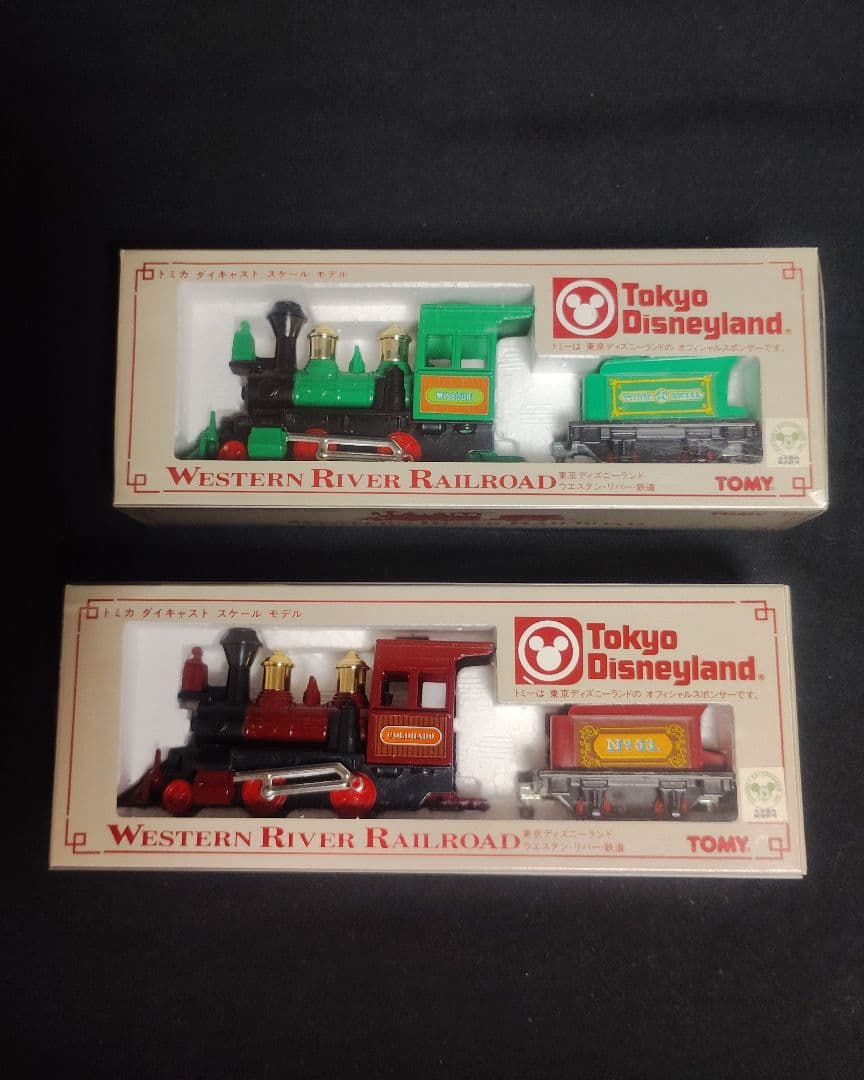 トミカ ダイキャスト スケール モデル
Tokyo
Disneyland®
トミーは 東京ディズニーランドの オフィシャルスポンサーです。
MISSOURI
WESTERN RIVER RAILROAD
東京ディズニーランド
ウエスタン・リバー・鉄道
TOMY
トミカ ダイキャスト スケール モデル
Tokyo
Disneyland®
トミーは 東京ディズニーランドの オフィシャルスポンサーです。
COLORADO
No 53.
WESTERN RIVER RAILROAD
東京ディズニーランド
ウエスタン・リバー・鉄道
TOMY